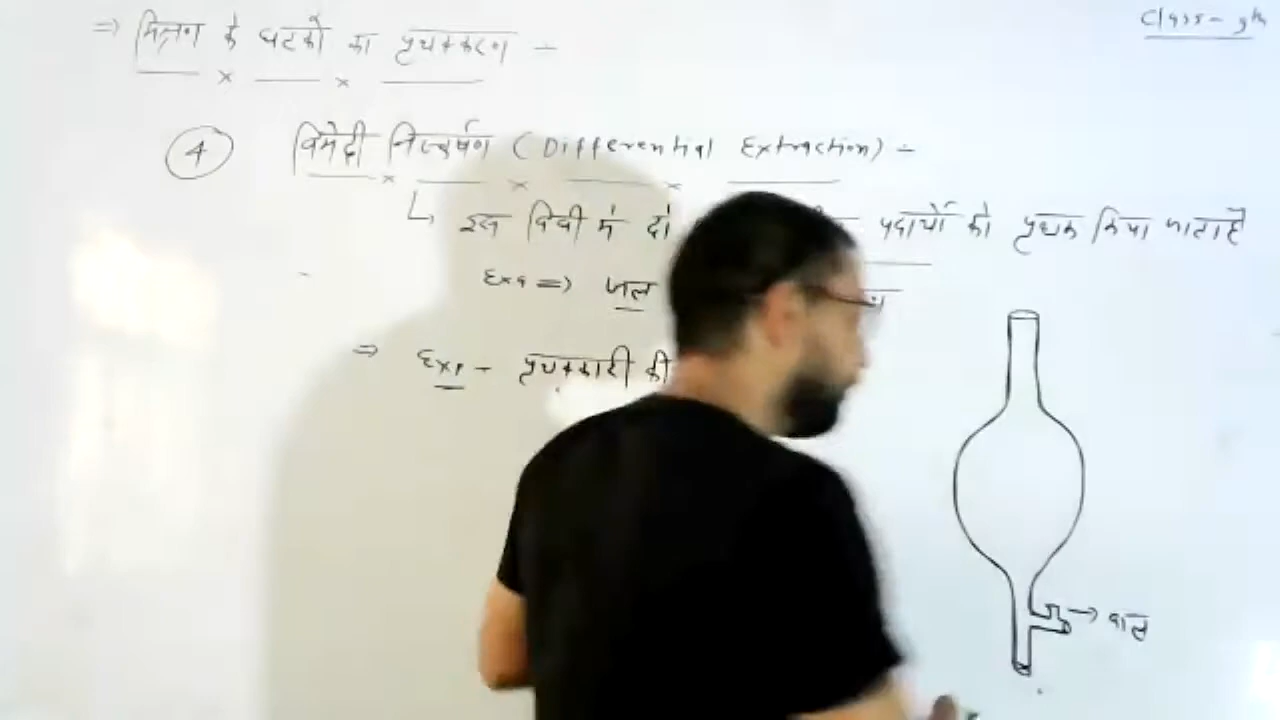 Class - 9th
⇒ मिश्रण के घटकों का पृथक्करण -
4 विभेदी निष्कर्षण (Differential Extraction) -
इस विधी में दो पदार्थों को पृथक किया जाता है
Exa ⇒ जल
⇒ Exp - पृथक्कारी की
→ वाल्व